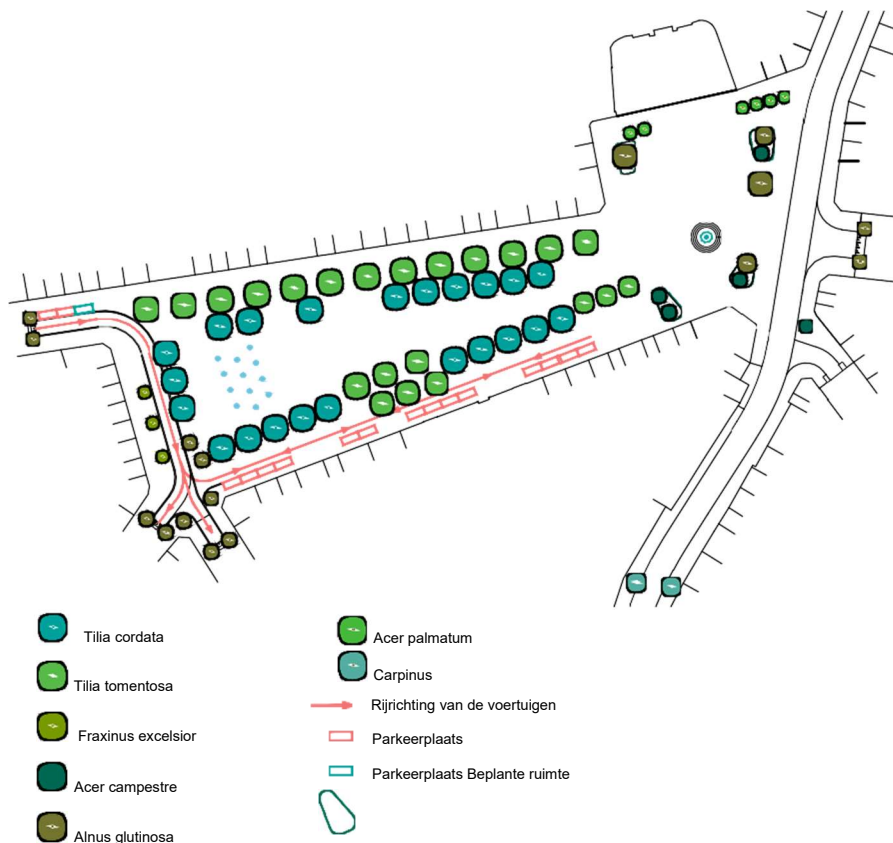 Tilia cordata
Tilia tomentosa
Fraxinus excelsior
Acer campestre
Alnus glutinosa
Acer palmatum
Carpinus
Rijrichting van de voertuigen
Parkeerplaats
Parkeerplaats Beplante ruimte